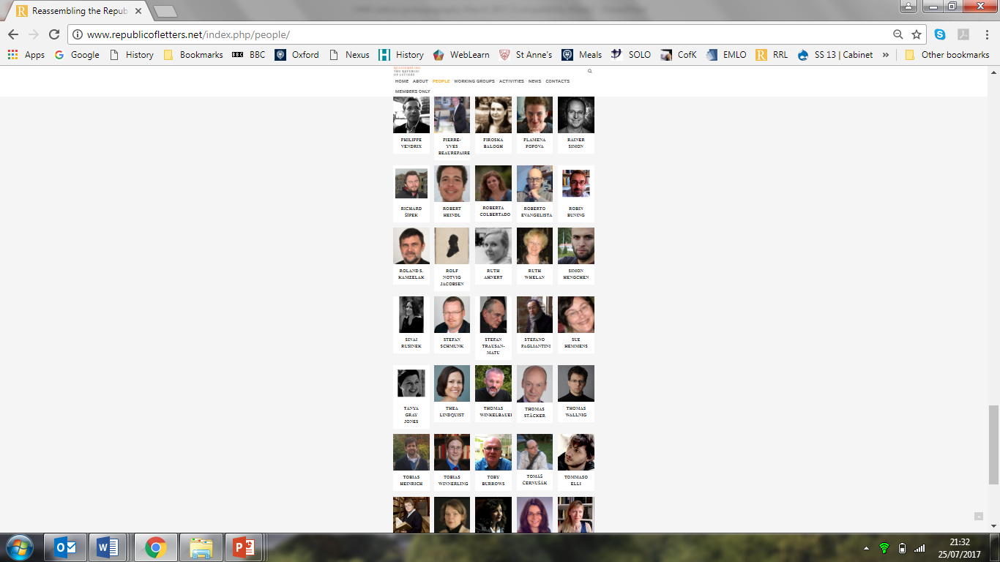 Reassembling the Repub
www.republicofletters.net/index.php/people/
Apps Google History Bookmarks BBC BBC Oxford Nexus H History WebLearn St Anne's Meals SOLO CofK EMLO R RRL SS 13 | Cabinet » Other bookmarks
REASSEMBLING
THE REPUBLIC
OF LETTERS
HOME ABOUT PEOPLE WORKING GROUPS ACTIVITIES NEWS CONTACTS
MEMBERS ONLY
PHILIPPE VENDRIX
PIERRE-YVES BEAUREPAIRE
PIROSKA BALOGH
PLAMENA POPOVA
RAINER SIMON
RICHARD ŠÍPEK
ROBERT HEINDL
ROBERTA COLBERTADO
ROBERTO EVANGELISTA
ROBIN BUNING
ROLAND S. KAMZELAK
ROLF NOTVIG JACOBSEN
RUTH AHNERT
RUTH WHELAN
SIMON HENGCHEN
SINAI RUSINEK
STEFAN SCHMUNK
STEFAN TRAUSAN-MATU
STEFANO PAGLIANTINI
SUE HEMMENS
TANYA GRAY JONES
THEA LINDQUIST
THOMAS WINKELBAUE
THOMAS STÄCKER
THOMAS WALLNIG
TOBIAS HEINRICH
TOBIAS WINNERLING
TOBY BURROWS
TOMÁŠ ČERNUŠÁK
TOMMASO ELLI
21:32
25/07/2017